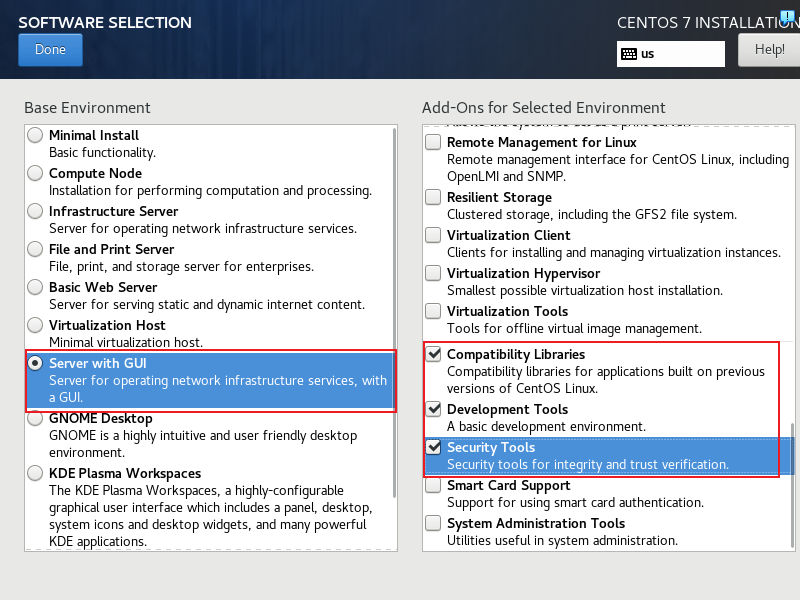 SOFTWARE SELECTION
Done
CENTOS 7 INSTALLATION
us
Help!
Base Environment
Minimal Install
Basic functionality.
Compute Node
Installation for performing computation and processing.
Infrastructure Server
Server for operating network infrastructure services.
File and Print Server
File, print, and storage server for enterprises.
Basic Web Server
Server for serving static and dynamic internet content.
Virtualization Host
Minimal virtualization host.
Server with GUI
Server for operating network infrastructure services, with
a GUI.
GNOME Desktop
GNOME is a highly intuitive and user friendly desktop
environment.
KDE Plasma Workspaces
The KDE Plasma Workspaces, a highly-configurable
graphical user interface which includes a panel, desktop,
system icons and desktop widgets, and many powerful
KDE applications.
Add-Ons for Selected Environment
Remote Management for Linux
Remote management interface for CentOS Linux, including
OpenLMI and SNMP.
Resilient Storage
Clustered storage, including the GFS2 file system.
Virtualization Client
Clients for installing and managing virtualization instances.
Virtualization Hypervisor
Smallest possible virtualization host installation.
Virtualization Tools
Tools for offline virtual image management.
Compatibility Libraries
Compatibility libraries for applications built on previous
versions of CentOS Linux.
Development Tools
A basic development environment.
Security Tools
Security tools for integrity and trust verification.
Smart Card Support
Support for using smart card authentication.
System Administration Tools
Utilities useful in system administration.